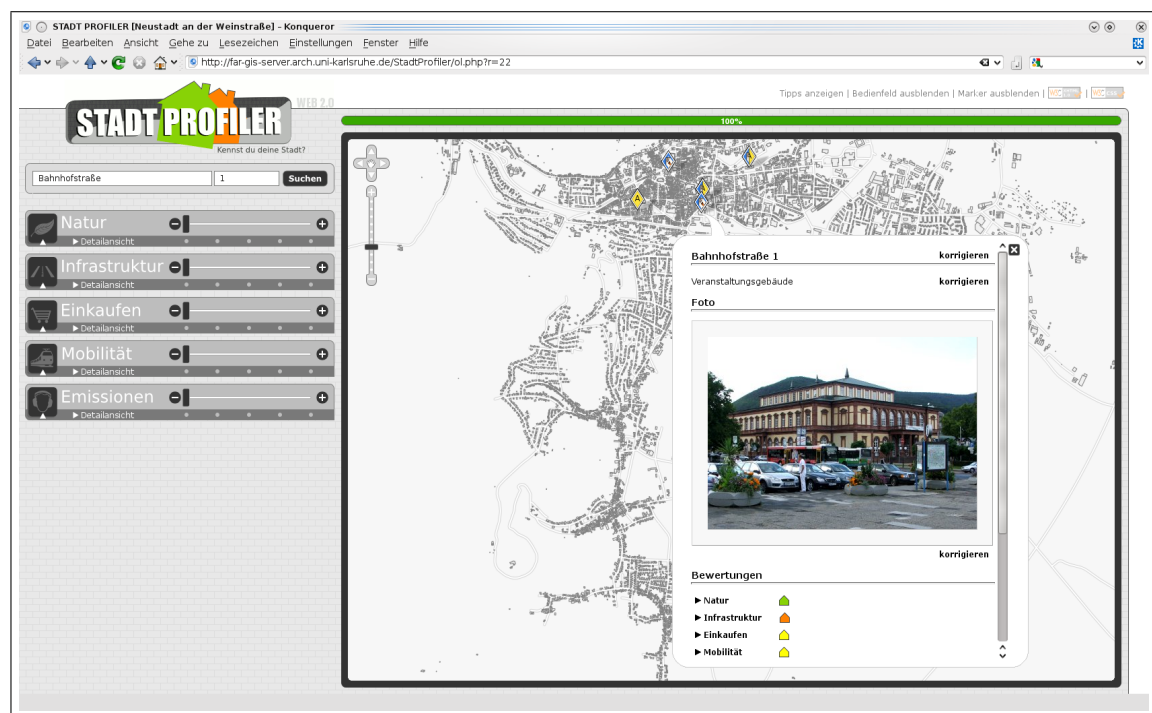 STADT PROFILER [Neustadt an der Weinstraße] - Konqueror
Datei Bearbeiten Ansicht Gehe zu Lesezeichen Einstellungen Fenster Hilfe
http://far-gis-server.arch.uni-karlsruhe.de/StadtProfiler/ol.php?r=22
Tipps anzeigen | Bedienfeld ausblenden | Marker ausblenden |
WEB 2.0
STADT PROFILER
Kennst du deine Stadt?
100%
Bahnhofstraße 1 Suchen
Natur
Detailansicht
Infrastruktur
Detailansicht
Einkaufen
Detailansicht
Mobilität
Detailansicht
Emissionen
Detailansicht
A
A
A
Bahnhofstraße 1 korrigieren
Veranstaltungsgebäude korrigieren
Foto
korrigieren
Bewertungen
Natur
Infrastruktur
Einkaufen
Mobilität